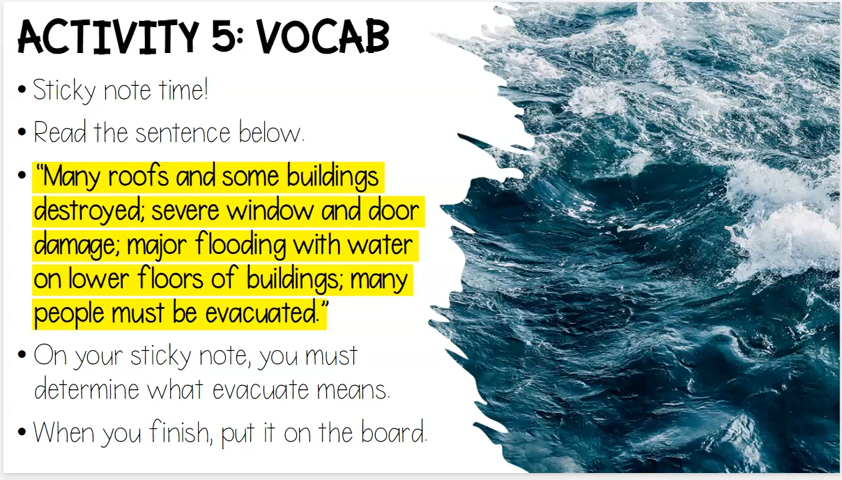 ACTIVITY 5: VOCAB
• Sticky note time!
• Read the sentence below.
• "Many roofs and some buildings
destroyed; severe window and door
damage; major flooding with water
on lower floors of buildings; many
people must be evacuated."
• On your sticky note, you must
determine what evacuate means.
• When you finish, put it on the board.